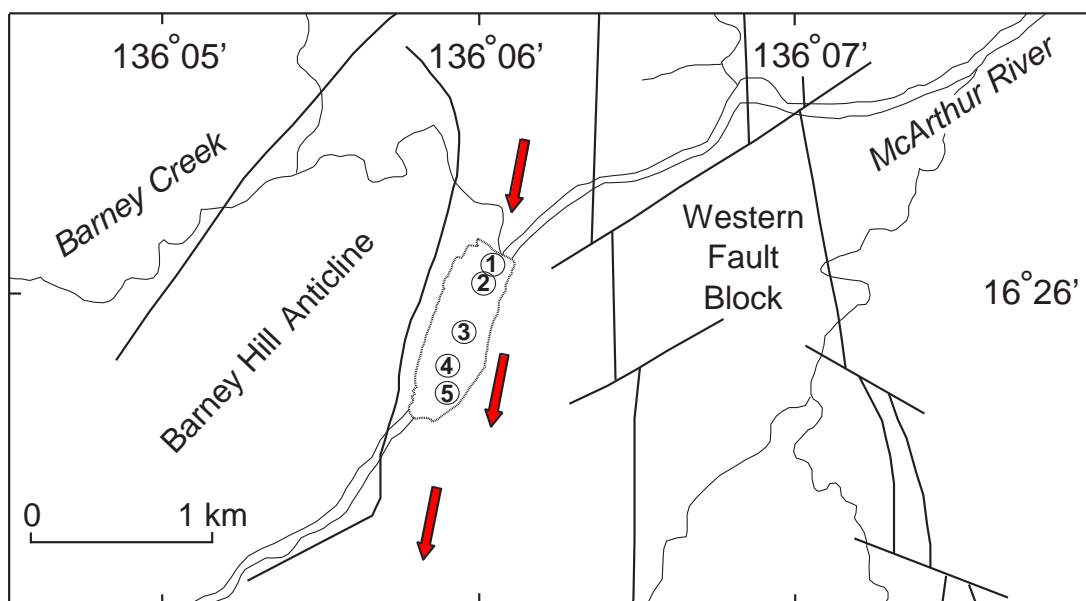 136°05’
136°06’
136°07’
McArthur River
Barney Creek
Western
Fault
Block
16°26’
Barney Hill Anticline
1
2
3
4
5
0
1 km